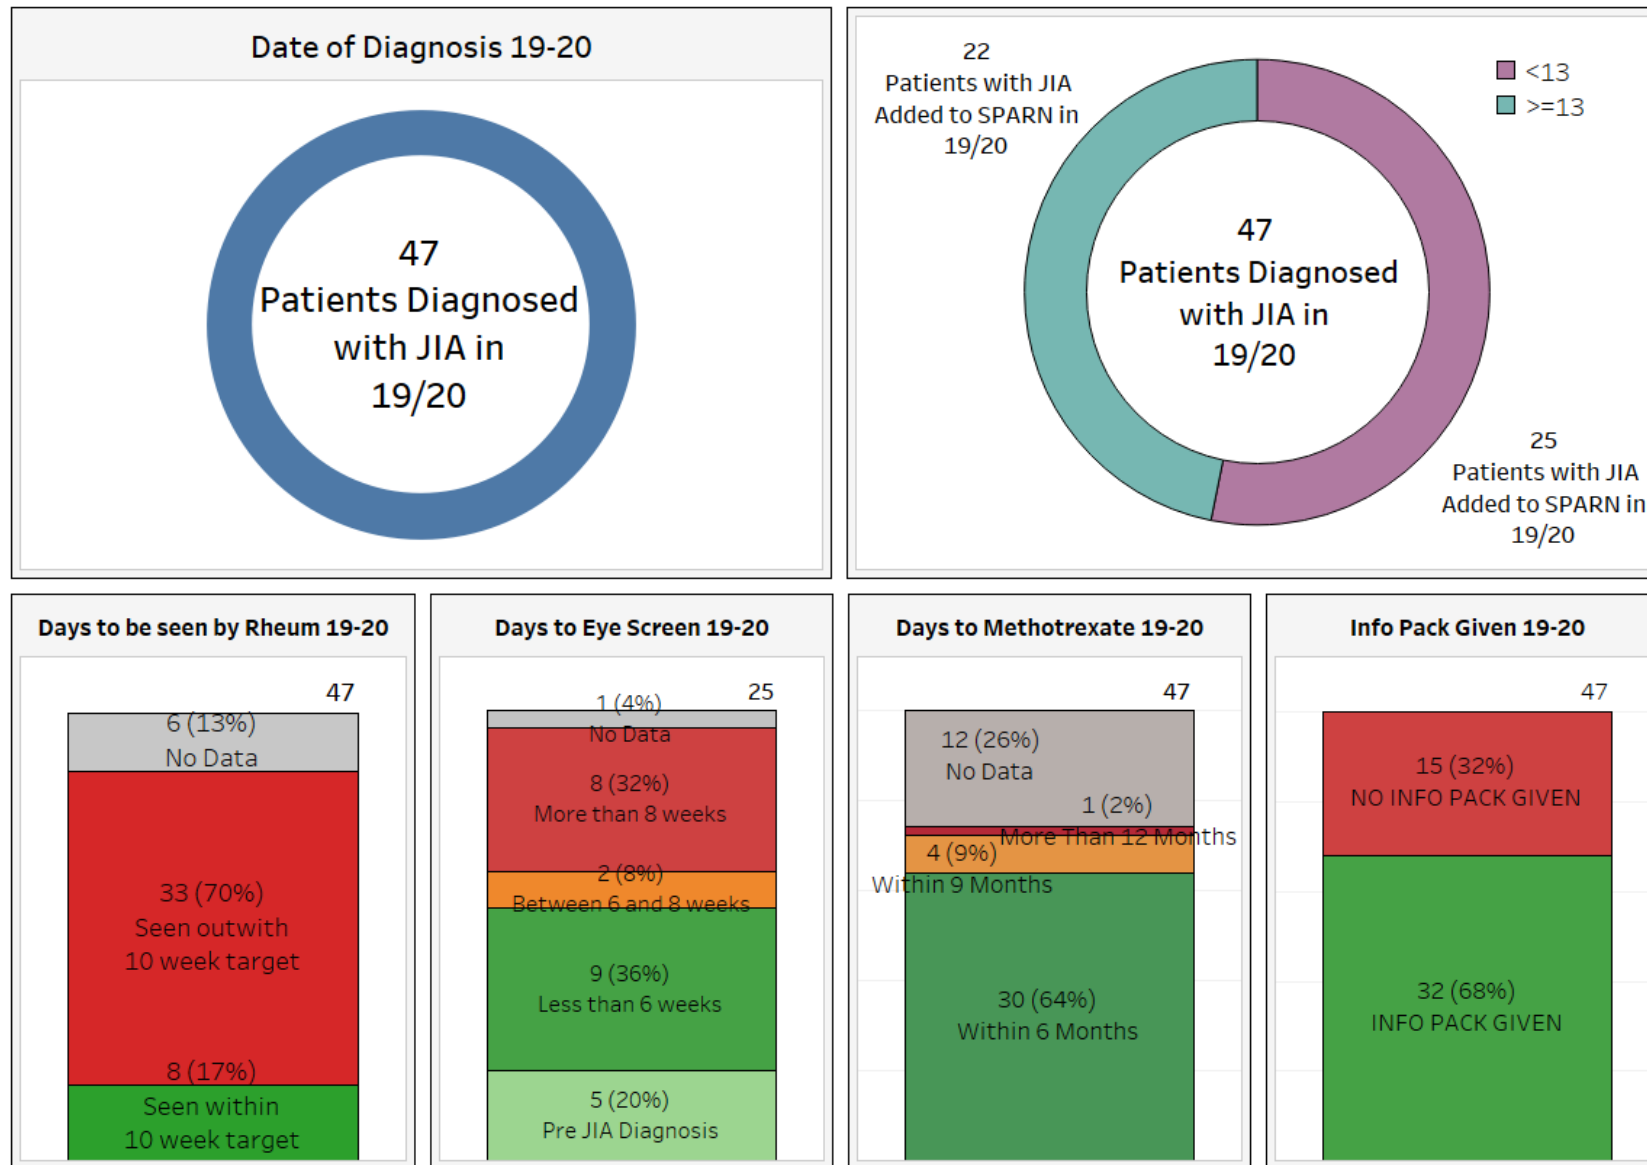 Date of Diagnosis 19-20
47
Patients Diagnosed
with JIA in
19/20
22
Patients with JIA
Added to SPARN in
19/20
<13
>=13
47
Patients Diagnosed
with JIA in
19/20
25
Patients with JIA
Added to SPARN in
19/20
Days to be seen by Rheum 19-20
47
6 (13%)
No Data
33 (70%)
Seen outwith
10 week target
8 (17%)
Seen within
10 week target
Days to Eye Screen 19-20
25
1 (4%)
No Data
8 (32%)
More than 8 weeks
2 (8%)
Between 6 and 8 weeks
9 (36%)
Less than 6 weeks
5 (20%)
Pre JIA Diagnosis
Days to Methotrexate 19-20
47
12 (26%)
No Data
1 (2%)
More Than 12 Months
4 (9%)
Within 9 Months
30 (64%)
Within 6 Months
Info Pack Given 19-20
47
15 (32%)
NO INFO PACK GIVEN
32 (68%)
INFO PACK GIVEN